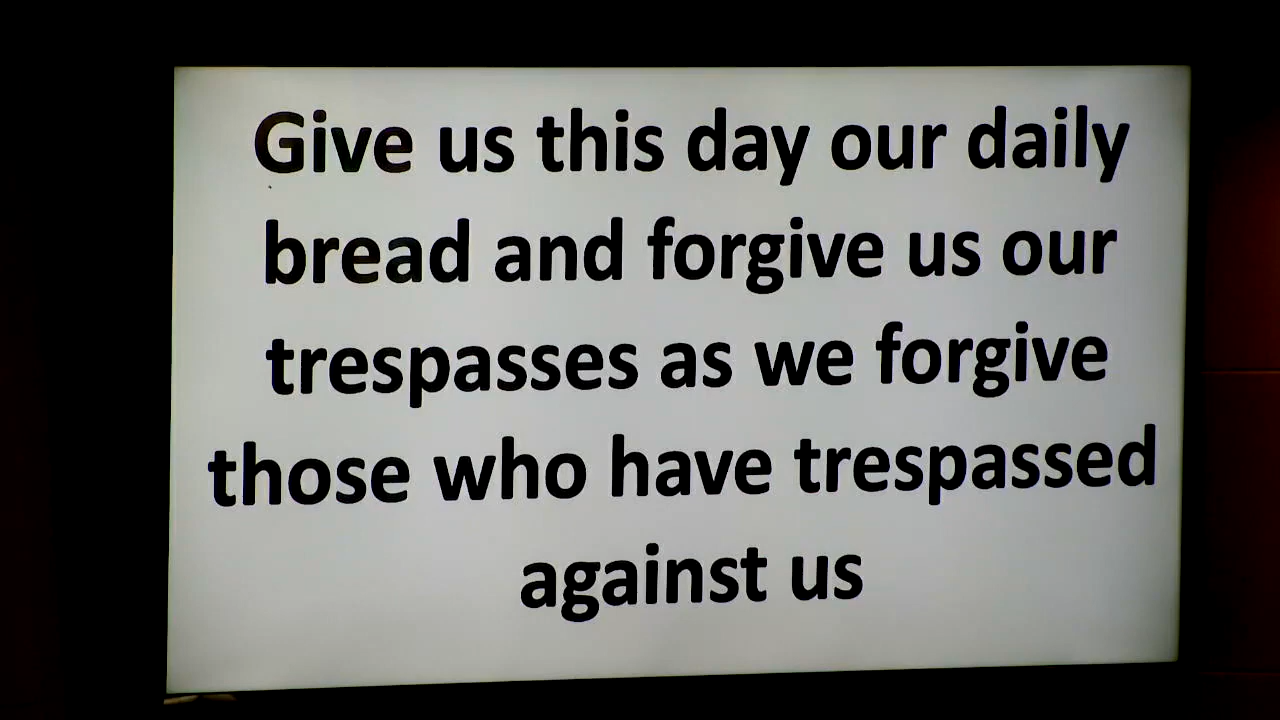 Give us this day our daily
bread and forgive us our
trespasses as we forgive
those who have trespassed
against us